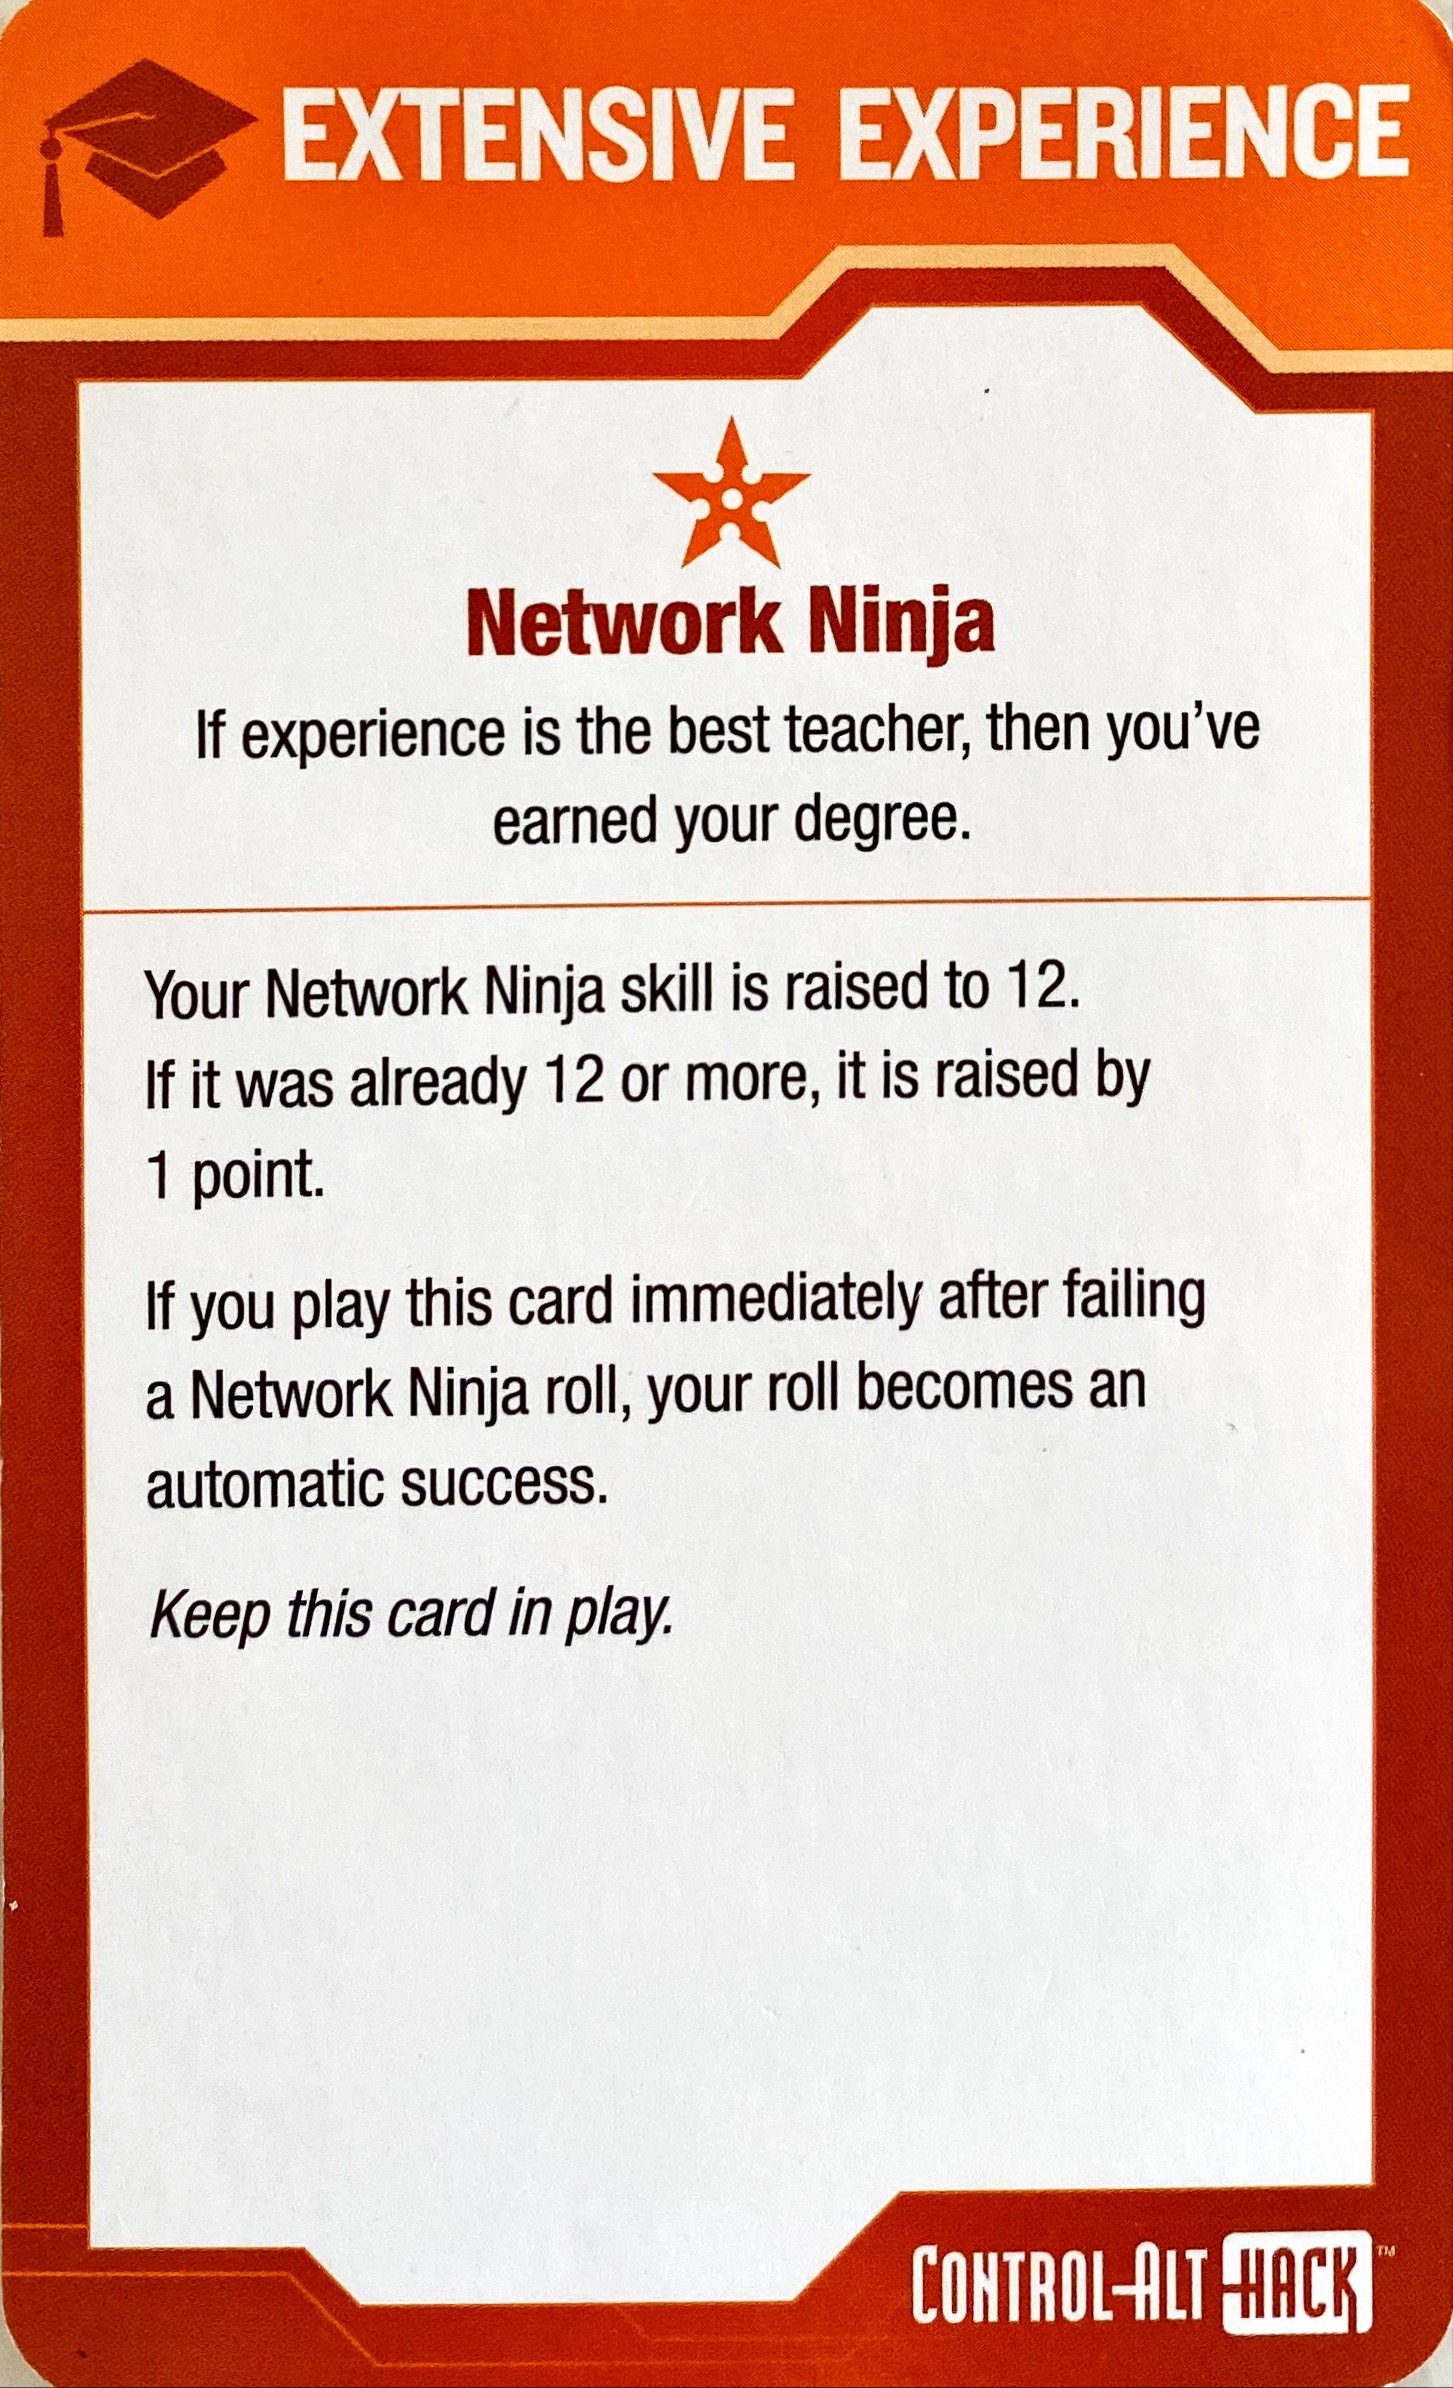 EXTENSIVE EXPERIENCE
Network Ninja
If experience is the best teacher, then you've
earned your degree.
Your Network Ninja skill is raised to 12.
If it was already 12 or more, it is raised by
1 point.
If you play this card immediately after failing
a Network Ninja roll, your roll becomes an
automatic success.
Keep this card in play.
CONTROL-ALT-HACK™